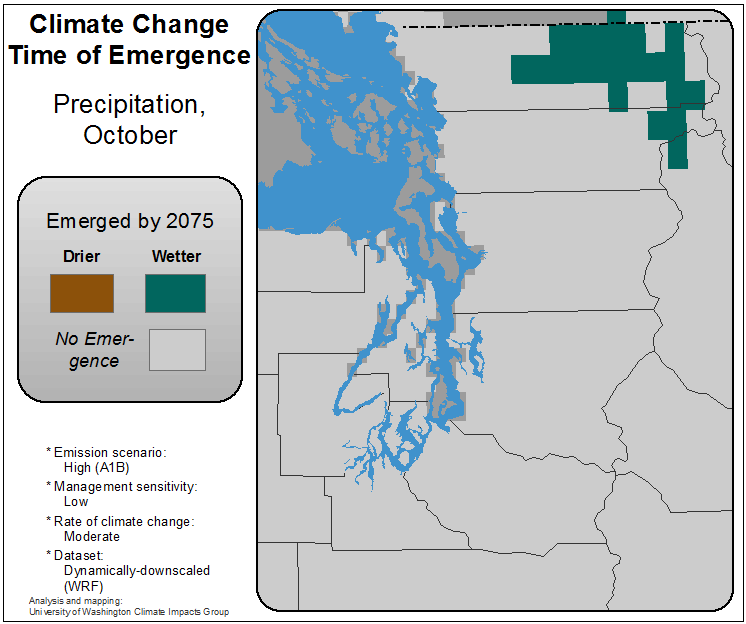 Climate Change
Time of Emergence
Precipitation,
October
Emerged by 2075
Drier Wetter
No Emer-
gence
* Emission scenario:
High (A1B)
* Management sensitivity:
Low
* Rate of climate change:
Moderate
* Dataset:
Dynamically-downscaled
(WRF)
Analysis and mapping:
University of Washington Climate Impacts Group